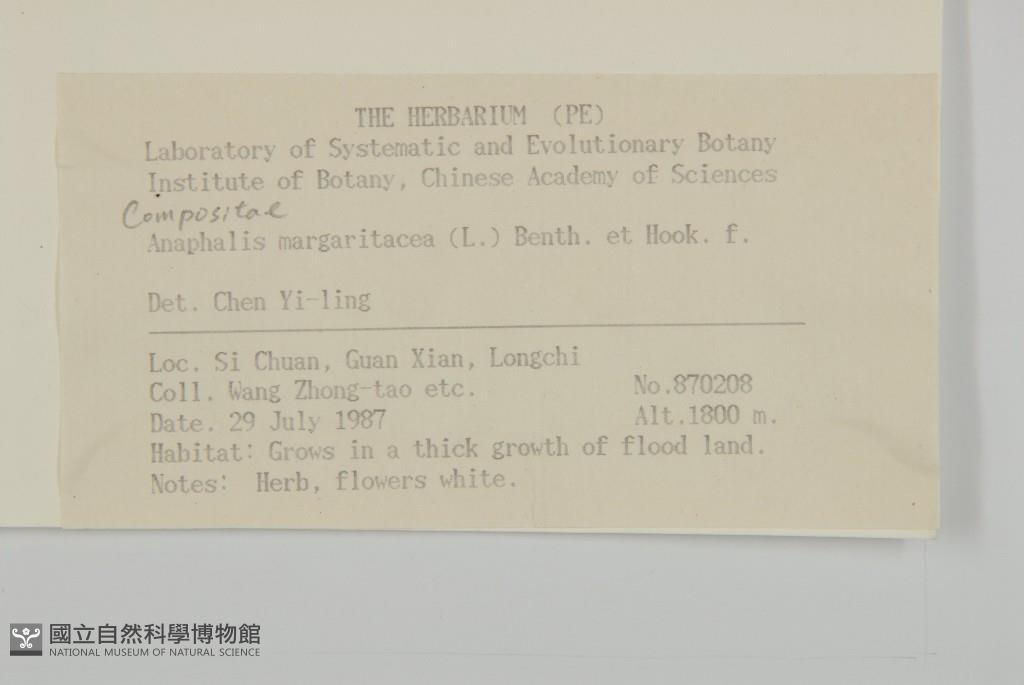 THE HERBARIUM (PE)
Laboratory of Systematic and Evolutionary Botany
Institute of Botany, Chinese Academy of Sciences
Compositae
Anaphalis margaritacea (L.) Benth. et Hook. f.
Det. Chen Yi-ling
Loc. Si Chuan, Guan Xian, Longchi
Coll. Wang Zhong-tao etc. No.870208
Date. 29 July 1987 Alt.1800 m.
Habitat: Grows in a thick growth of flood land.
Notes: Herb, flowers white.
國立自然科學博物館
NATIONAL MUSEUM OF NATURAL SCIENCE